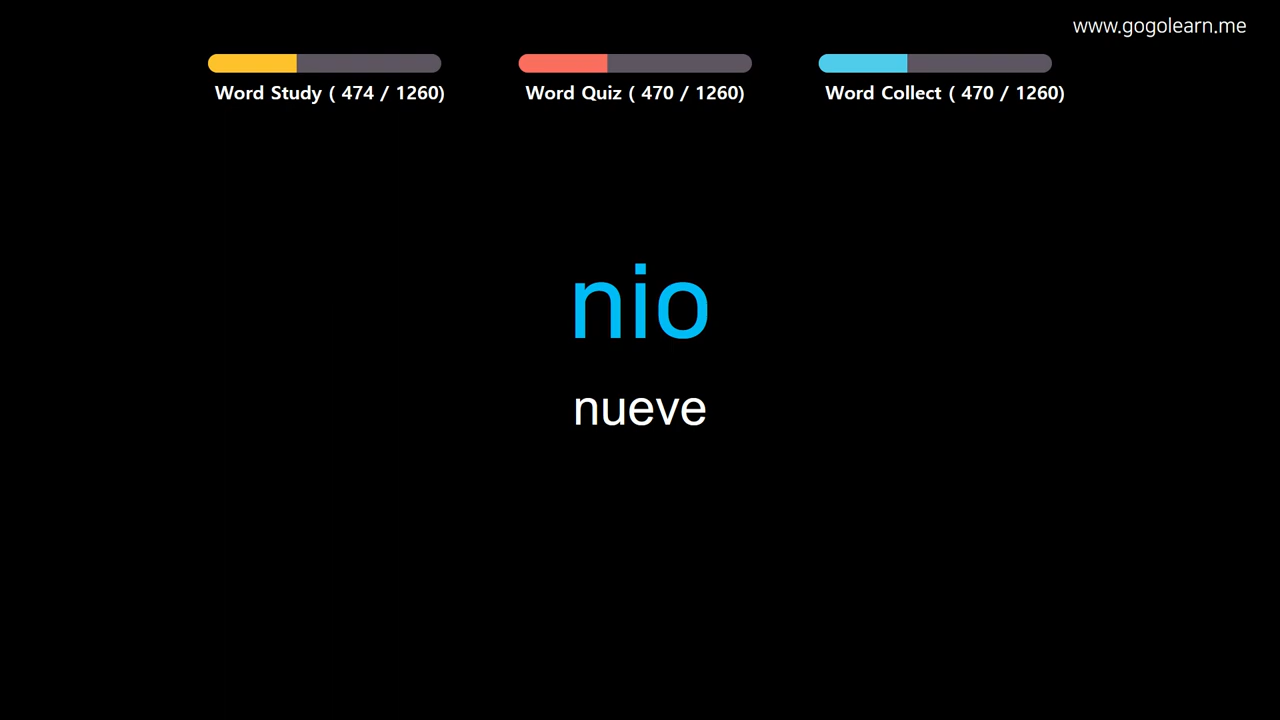 www.gogolearn.me
Word Study ( 474 / 1260)
Word Quiz ( 470 / 1260)
Word Collect ( 470 / 1260)
nio
nueve